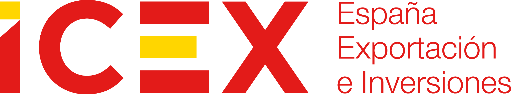 icex
España
Exportación
e Inversiones